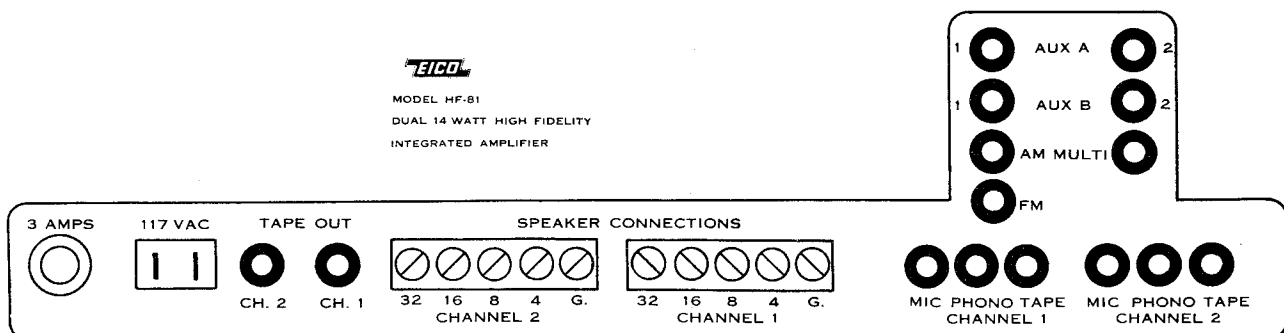 EICO
MODEL HF-81
DUAL 14 WATT HIGH FIDELITY
INTEGRATED AMPLIFIER
1 AUX A 2
1 AUX B 2
AM MULTI
FM
3 AMPS 117 VAC TAPE OUT SPEAKER CONNECTIONS
CH. 2 CH. 1
32 16 8 4 G. 32 16 8 4 G.
CHANNEL 2 CHANNEL 1
MIC PHONO TAPE MIC PHONO TAPE
CHANNEL 1 CHANNEL 2